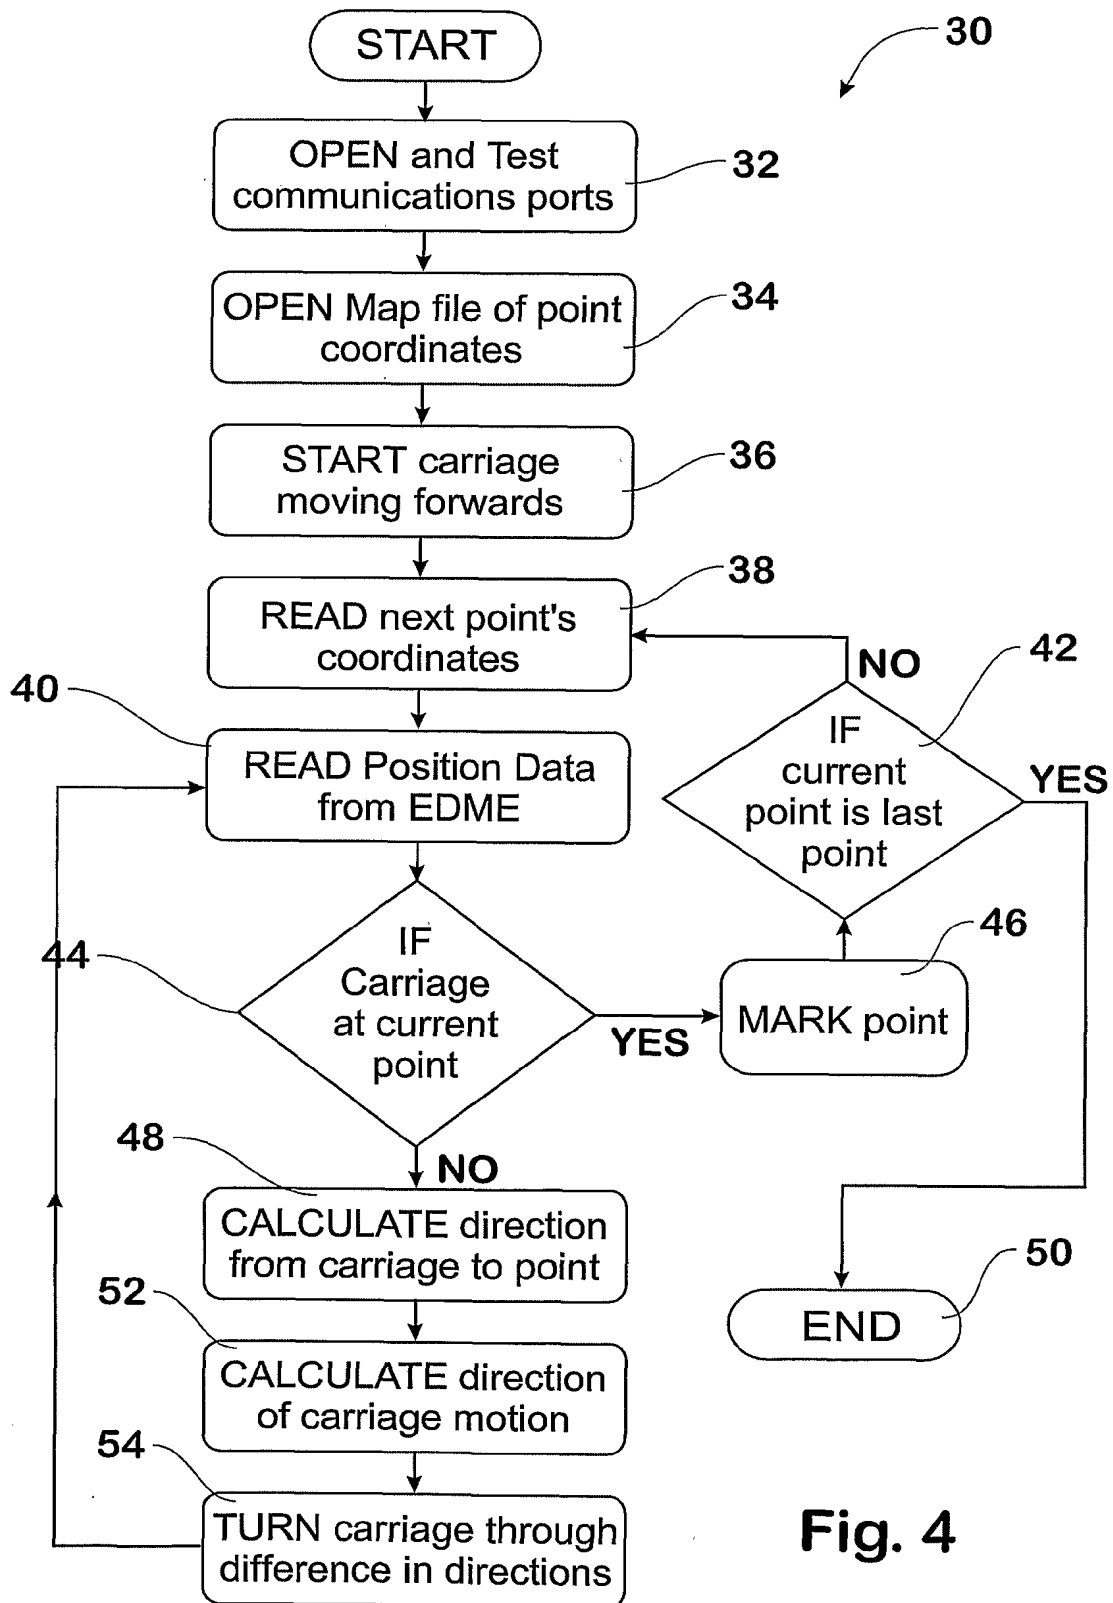 START
30
OPEN and Test
communications ports
32
OPEN Map file of point
coordinates
34
START carriage
moving forwards
36
READ next point's
coordinates
38
40
READ Position Data
from EDME
NO
42
IF
current
point is last
point
YES
44
IF
Carriage
at current
point
YES
46
MARK point
48
NO
CALCULATE direction
from carriage to point
50
END
52
CALCULATE direction
of carriage motion
54
TURN carriage through
difference in directions
Fig. 4